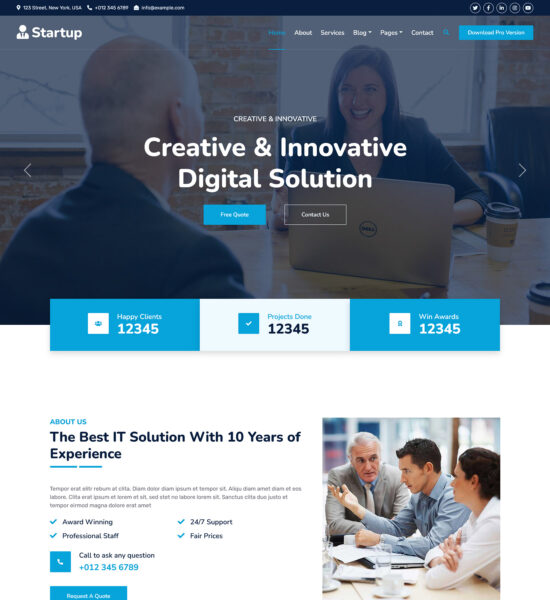 123 Street, New York, USA +012 345 6789 info@example.com
Startup
Home About Services Blog Pages Contact Download Pro Version
CREATIVE & INNOVATIVE
Creative & Innovative
Digital Solution
Free Quote Contact Us
DELL
Happy Clients
12345
Projects Done
12345
Win Awards
12345
ABOUT US
The Best IT Solution With 10 Years of
Experience
Tempor erat elitr rebum at clita. Diam dolor diam ipsum et tempor sit. Aliqu diam amet diam et eos
labore. Clita erat ipsum et lorem et sit, sed stet no labore lorem sit. Sanctus clita duo justo et
tempor eirmod magna dolore erat amet
Award Winning 24/7 Support
Professional Staff Fair Prices
Call to ask any question
+012 345 6789
Request A Quote